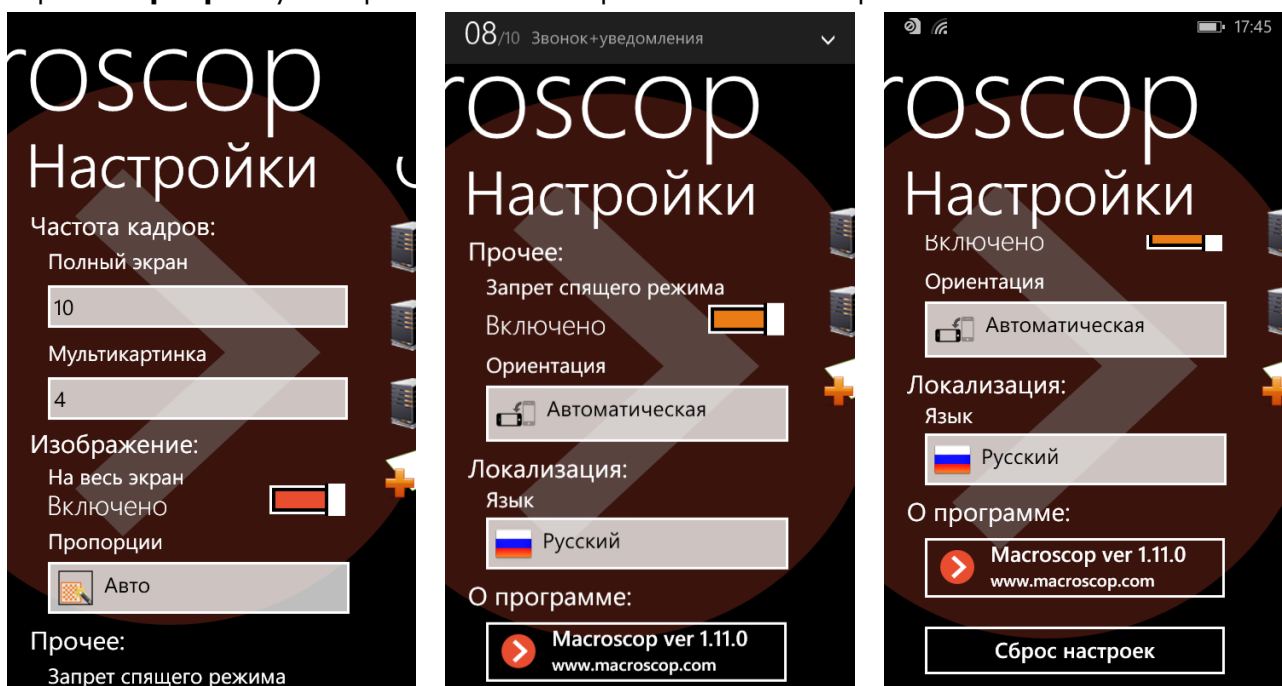 roscop
Настройки
Частота кадров:
Полный экран
10
Мультикартинка
4
Изображение:
На весь экран
Включено
Пропорции
Авто
Прочее:
Запрет спящего режима
08/10 Звонок+уведомления
roscop
Настройки
Прочее:
Запрет спящего режима
Включено
Ориентация
Автоматическая
Локализация:
Язык
Русский
О программе:
Macroscop ver 1.11.0
www.macroscop.com
17:45
roscop
Настройки
Включено
Ориентация
Автоматическая
Локализация:
Язык
Русский
О программе:
Macroscop ver 1.11.0
www.macroscop.com
Сброс настроек